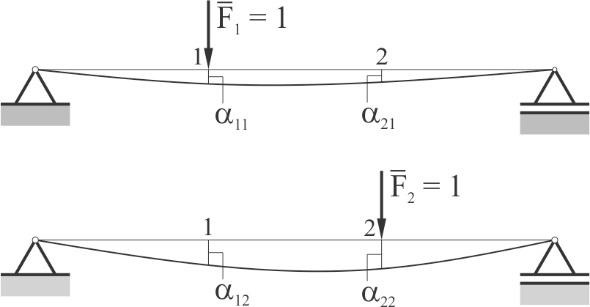 F̅₁ = 1
1 2
α₁₁ α₂₁
F̅₂ = 1
1 2
α₁₂ α₂₂